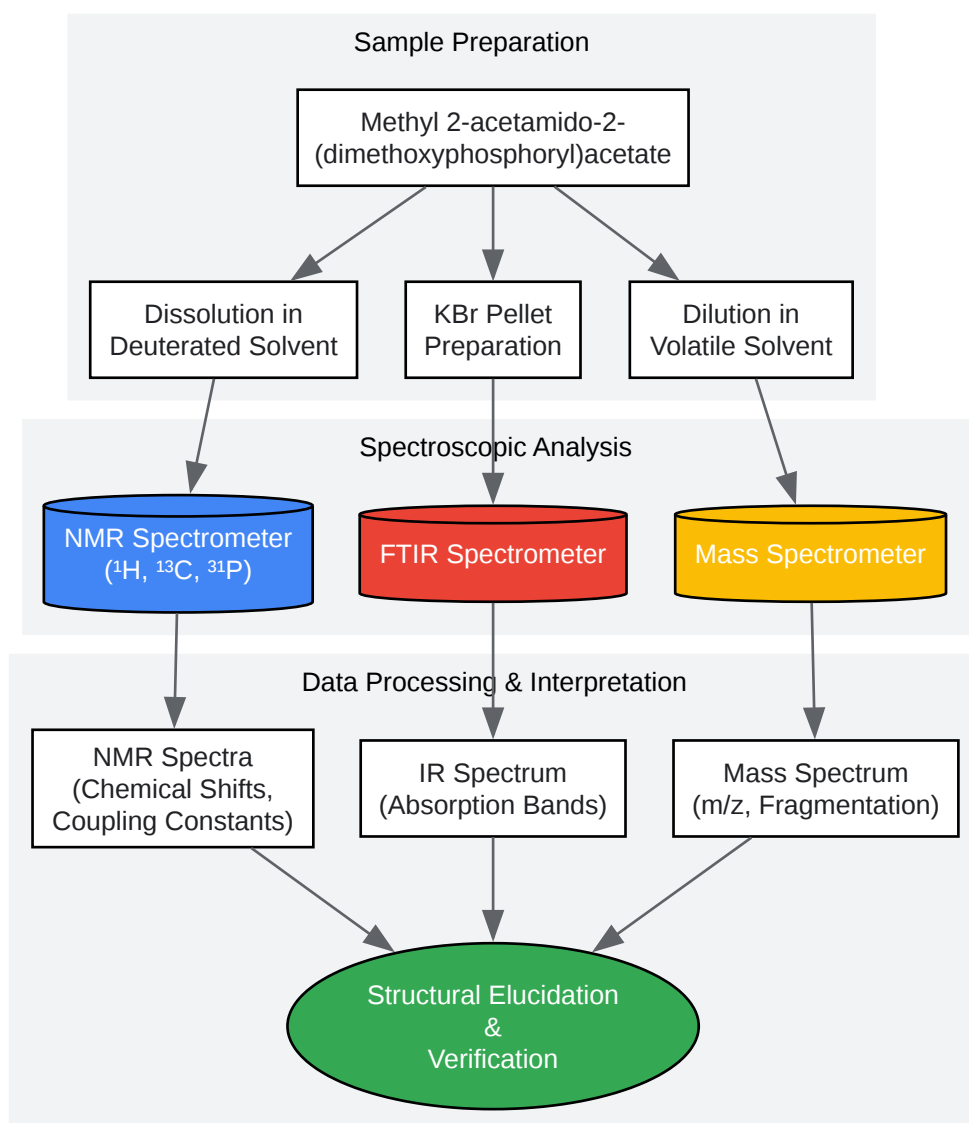 Sample Preparation
Methyl 2-acetamido-2-
(dimethoxyphosphoryl)acetate
Dissolution in
Deuterated Solvent
KBr Pellet
Preparation
Dilution in
Volatile Solvent
Spectroscopic Analysis
NMR Spectrometer
(¹H, ¹³C, ³¹P)
FTIR Spectrometer
Mass Spectrometer
Data Processing & Interpretation
NMR Spectra
(Chemical Shifts,
Coupling Constants)
IR Spectrum
(Absorption Bands)
Mass Spectrum
(m/z, Fragmentation)
Structural Elucidation
&
Verification